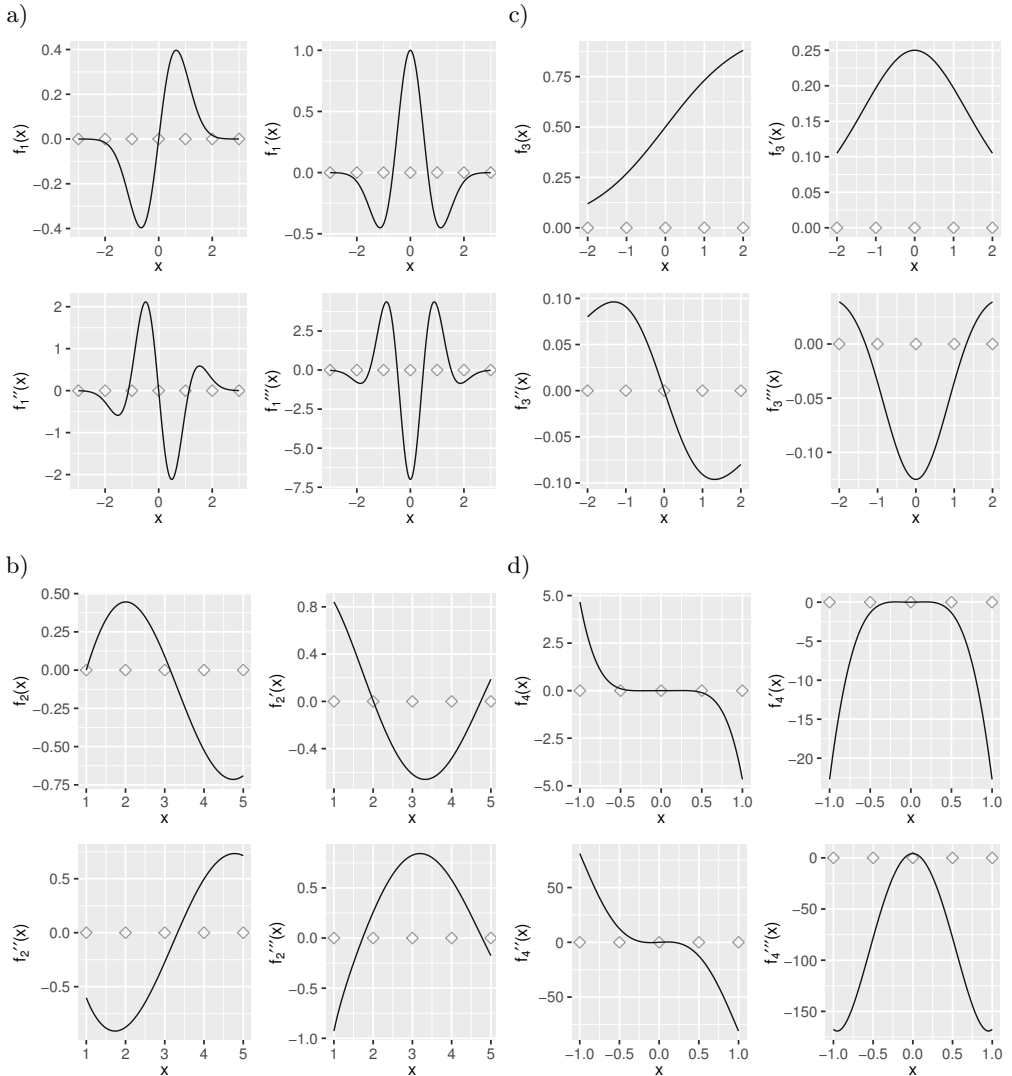 a)
c)
f₁(x)
0.4
0.2
0.0
−0.2
−0.4
−2 0 2
x
f₁′(x)
1.0
0.5
0.0
−0.5
−2 0 2
x
f₃(x)
0.75
0.50
0.25
0.00
−2 −1 0 1 2
x
f₃′(x)
0.25
0.20
0.15
0.10
0.05
0.00
−2 −1 0 1 2
x
f₁″(x)
2
1
0
−1
−2
−2 0 2
x
f₁‴(x)
2.5
0.0
−2.5
−5.0
−7.5
−2 0 2
x
f₃″(x)
0.10
0.05
0.00
−0.05
−0.10
−2 −1 0 1 2
x
f₃‴(x)
0.00
−0.05
−0.10
−2 −1 0 1 2
x
b)
d)
f₂(x)
0.50
0.25
0.00
−0.25
−0.50
−0.75
1 2 3 4 5
x
f₂′(x)
0.8
0.4
0.0
−0.4
1 2 3 4 5
x
f₄(x)
5.0
2.5
0.0
−2.5
−5.0
−1.0 −0.5 0.0 0.5 1.0
x
f₄′(x)
0
−5
−10
−15
−20
−1.0 −0.5 0.0 0.5 1.0
x
f₂″(x)
0.5
0.0
−0.5
1 2 3 4 5
x
f₂‴(x)
0.5
0.0
−0.5
−1.0
1 2 3 4 5
x
f₄″(x)
50
0
−50
−1.0 −0.5 0.0 0.5 1.0
x
f₄‴(x)
0
−50
−100
−150
−1.0 −0.5 0.0 0.5 1.0
x